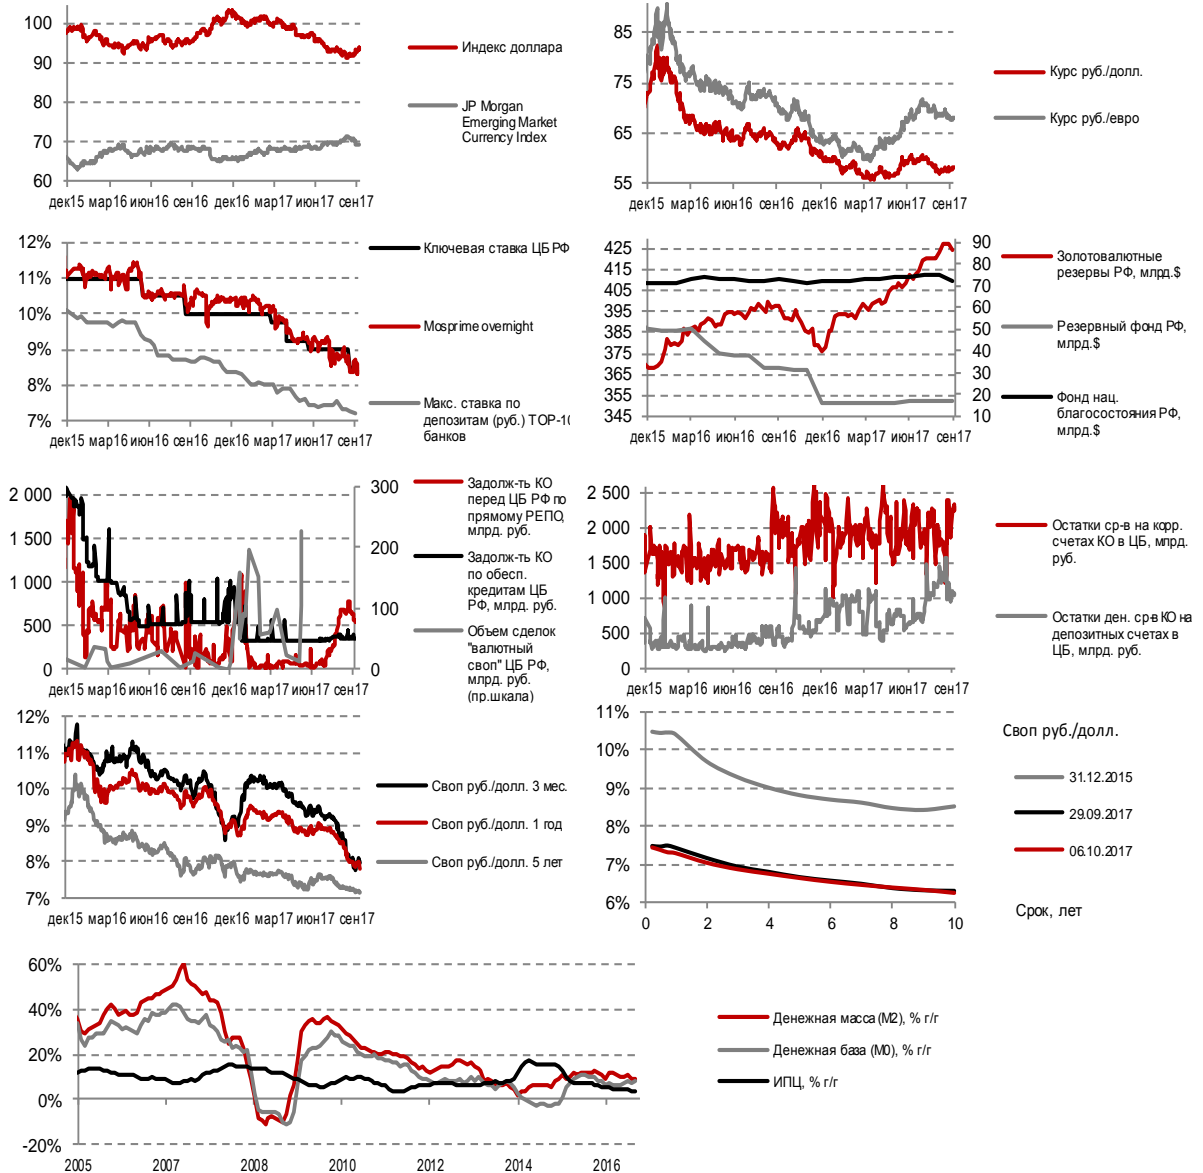 100
90
80
70
60
дек15 мар16 июн16 сен16 дек16 мар17 июн17 сен17
Индекс доллара
JP Morgan
Emerging Market
Currency Index
85
75
65
55
дек15 мар16 июн16 сен16 дек16 мар17 июн17 сен17
Курс руб./долл.
Курс руб./евро
12%
11%
10%
9%
8%
7%
дек15 мар16 июн16 сен16 дек16 мар17 июн17 сен17
Ключевая ставка ЦБ РФ
Mosprime overnight
Макс. ставка по
депозитам (руб.) TOP-10
банков
425
415
405
395
385
375
365
355
345
90
80
70
60
50
40
30
20
10
дек15 мар16 июн16 сен16 дек16 мар17 июн17 сен17
Золотовалютные
резервы РФ, млрд.$
Резервный фонд РФ,
млрд.$
Фонд нац.
благосостояния РФ,
млрд.$
2 000
1 500
1 000
500
0
300
200
100
0
дек15 мар16 июн16 сен16 дек16 мар17 июн17 сен17
Задолж-ть КО
перед ЦБ РФ по
прямому РЕПО,
млрд. руб.
Задолж-ть КО
по обесп.
кредитам ЦБ
РФ, млрд. руб.
Объем сделок
"валютный
своп" ЦБ РФ,
млрд. руб.
(пр.шкала)
2 500
2 000
1 500
1 000
500
0
дек15 мар16 июн16 сен16 дек16 мар17 июн17 сен17
Остатки ср-в на корр.
счетах КО в ЦБ, млрд.
руб.
Остатки ден. ср-в КО на
депозитных счетах в
ЦБ, млрд. руб.
12%
11%
10%
9%
8%
7%
дек15 мар16 июн16 сен16 дек16 мар17 июн17 сен17
Своп руб./долл. 3 мес.
Своп руб./долл. 1 год
Своп руб./долл. 5 лет
11%
10%
9%
8%
7%
6%
0 2 4 6 8 10
Своп руб./долл.
31.12.2015
29.09.2017
06.10.2017
Срок, лет
60%
40%
20%
0%
-20%
2005 2007 2008 2010 2012 2014 2016
Денежная масса (М2), % г/г
Денежная база (М0), % г/г
ИПЦ, % г/г